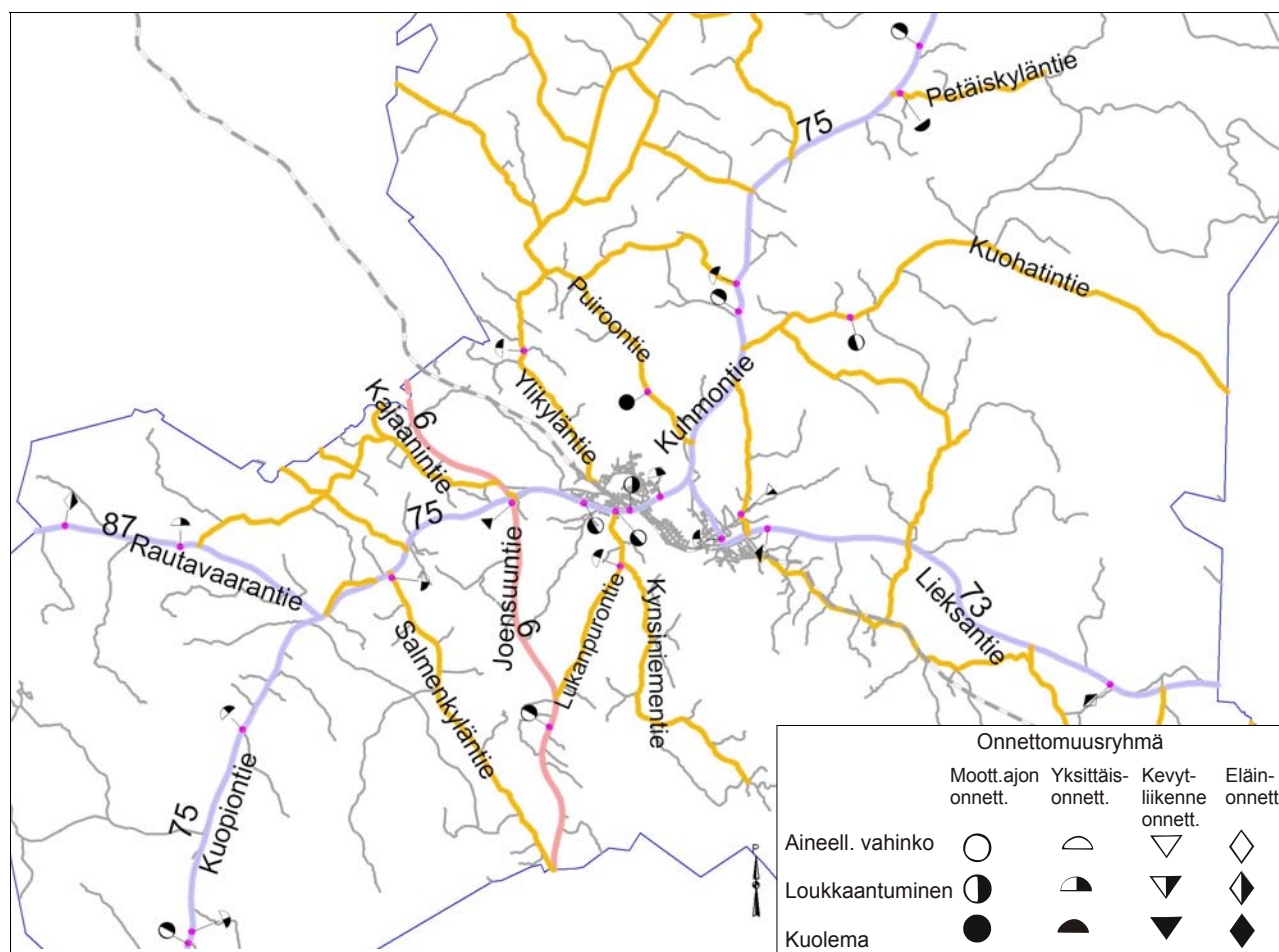 Petäiskyläntie
75
Kuohatintie
Puiroontie
Kuhmontie
Ylikyläntie
6
Kajaanintie
75
87
Rautavaarantie
Joensuuntie
6
Lukanpurontie
Kynsiniementie
Salmenkyläntie
73
Lieksantie
75
Kuopiontie
P
Onnettomuusryhmä
Moott.ajon Yksittäis- Kevyt- Eläin-
onnett. onnett. liikenne onnett
onnett.
Aineell. vahinko
Loukkaantuminen
Kuolema